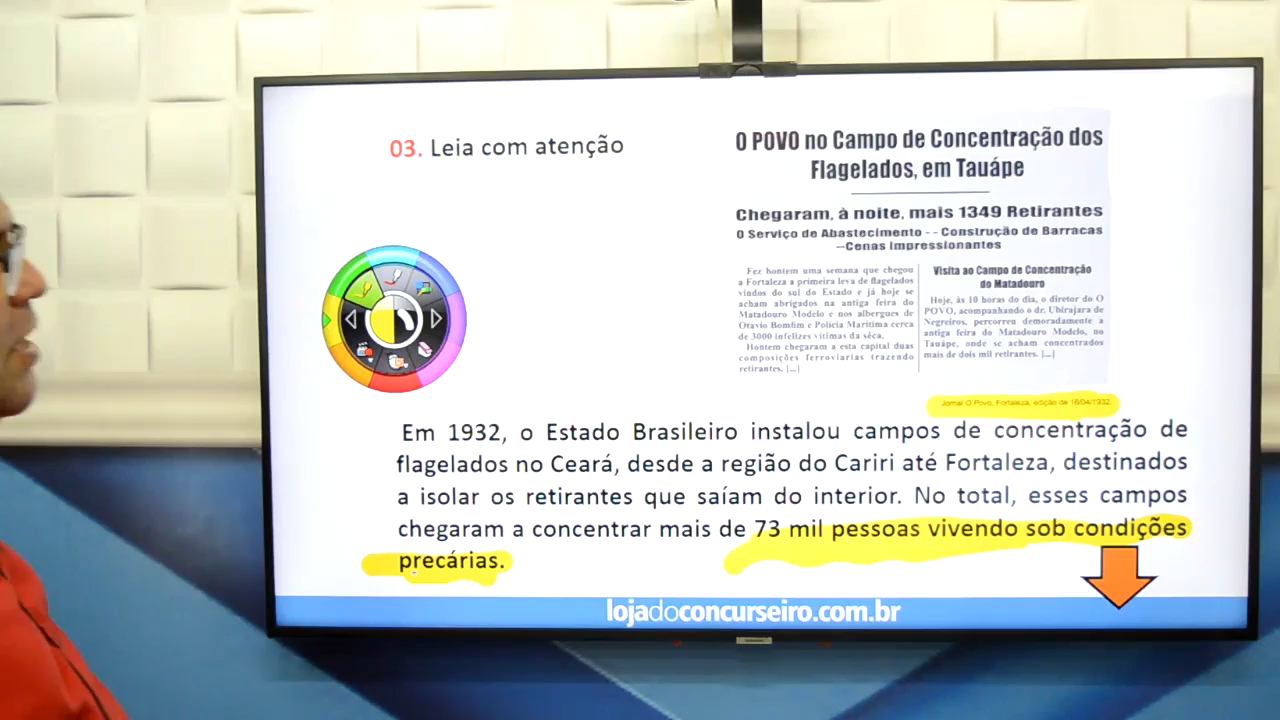 03. Leia com atenção
O POVO no Campo de Concentração dos
Flagelados, em Tauápe
Chegaram, à noite, mais 1349 Retirantes
O Serviço de Abastecimento - - Construção de Barracas
--Cenas Impressionantes
Fez hontem uma semana que chegou
a Fortaleza a primeira leva de flagelados
vindos do sul do Estado e já hoje se
acham abrigados na antiga feira do
Matadouro Modelo e nos albergues de
Otavio Bomfim e Polícia Marítima cerca
de 3000 infelizes vítimas da sêca.
Hontem chegaram a esta capital duas
composições ferroviarias trazendo
retirantes. [...]
Visita ao Campo de Concentração
do Matadouro
Hoje, às 10 horas do dia, o diretor do O
POVO, acompanhando o dr. Ubirajara de
Negreiros, percorreu demoradamente a
antiga feira do Matadouro Modelo, no
Tauápe, onde se acham concentrados
mais de dois mil retirantes. [...]
Jornal O Povo, Fortaleza, edição de 16/04/1932.
Em 1932, o Estado Brasileiro instalou campos de concentração de
flagelados no Ceará, desde a região do Cariri até Fortaleza, destinados
a isolar os retirantes que saíam do interior. No total, esses campos
chegaram a concentrar mais de 73 mil pessoas vivendo sob condições
precárias.
lojadoconcurseiro.com.br